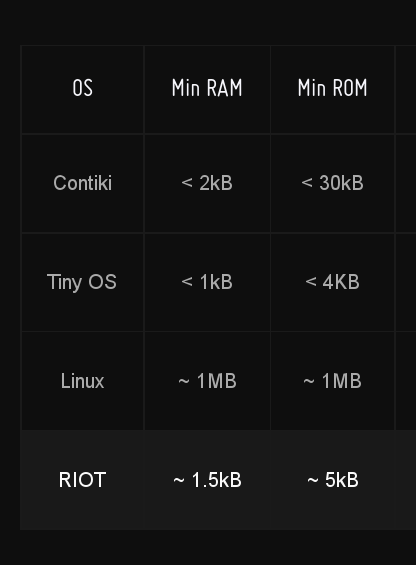 OS Min RAM Min ROM
Contiki < 2kB < 30kB
Tiny OS < 1kB < 4KB
Linux ~ 1MB ~ 1MB
RIOT ~ 1.5kB ~ 5kB